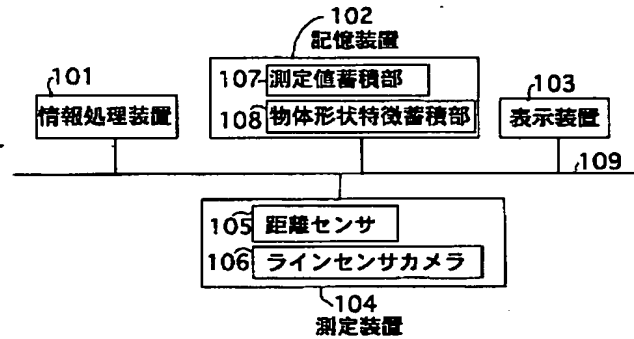 102
記憶装置
101
情報処理装置
107
測定値蓄積部
108
物体形状特徴蓄積部
103
表示装置
109
105
距離センサ
106
ラインセンサカメラ
104
測定装置